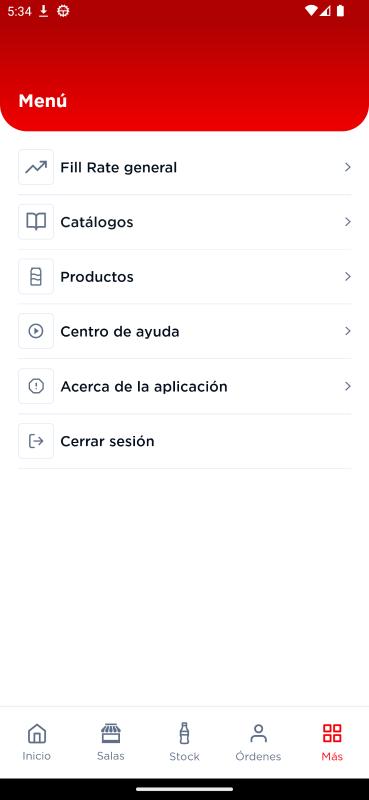 5:34
Menú
Fill Rate general
Catálogos
Productos
Centro de ayuda
Acerca de la aplicación
Cerrar sesión
Inicio
Salas
Stock
Órdenes
Más